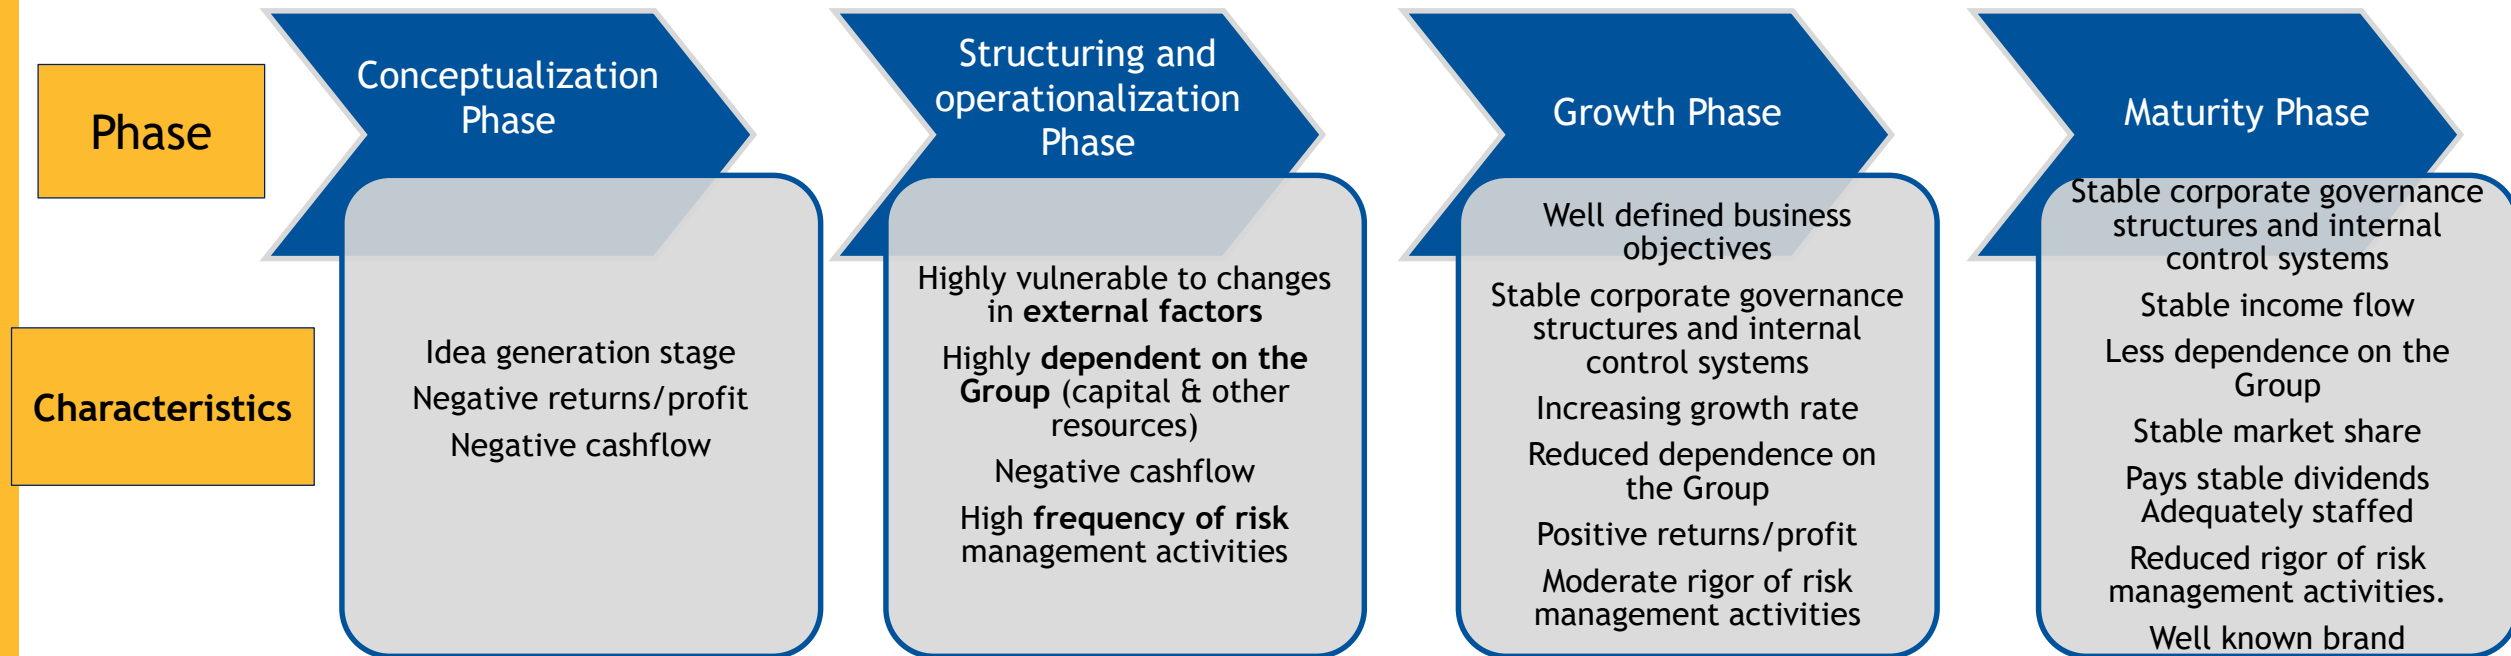 Phase
Conceptualization
Phase
Structuring and
operationalization
Phase
Growth Phase
Maturity Phase
Characteristics
Idea generation stage
Negative returns/profit
Negative cashflow
Highly vulnerable to changes
in external factors
Highly dependent on the
Group (capital & other
resources)
Negative cashflow
High frequency of risk
management activities
Well defined business
objectives
Stable corporate governance
structures and internal
control systems
Increasing growth rate
Reduced dependence on
the Group
Positive returns/profit
Moderate rigor of risk
management activities
Stable corporate governance
structures and internal
control systems
Stable income flow
Less dependence on the
Group
Stable market share
Pays stable dividends
Adequately staffed
Reduced rigor of risk
management activities.
Well known brand